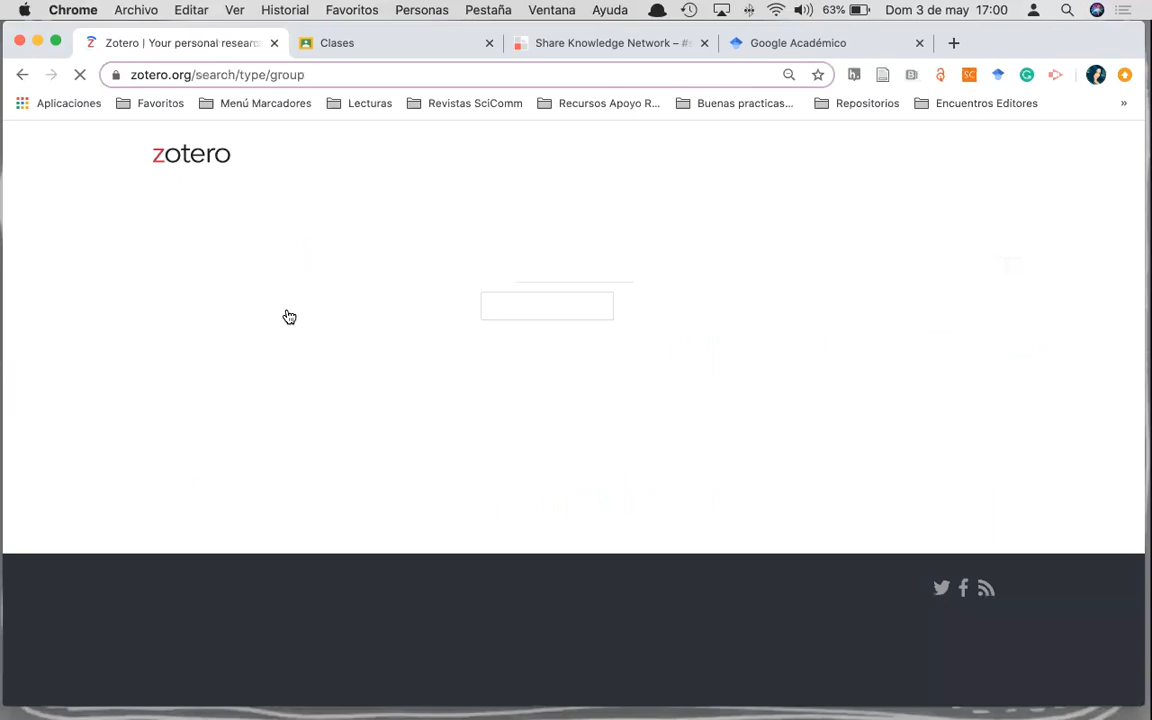 Chrome Archivo Editar Ver Historial Favoritos Personas Pestaña Ventana Ayuda 63% Dom 3 de may 17:00
Zotero | Your personal researc
Clases
Share Knowledge Network – #s
Google Académico
zotero.org/search/type/group
Aplicaciones Favoritos Menú Marcadores Lecturas Revistas SciComm Recursos Apoyo R... Buenas practicas... Repositorios Encuentros Editores »
zotero